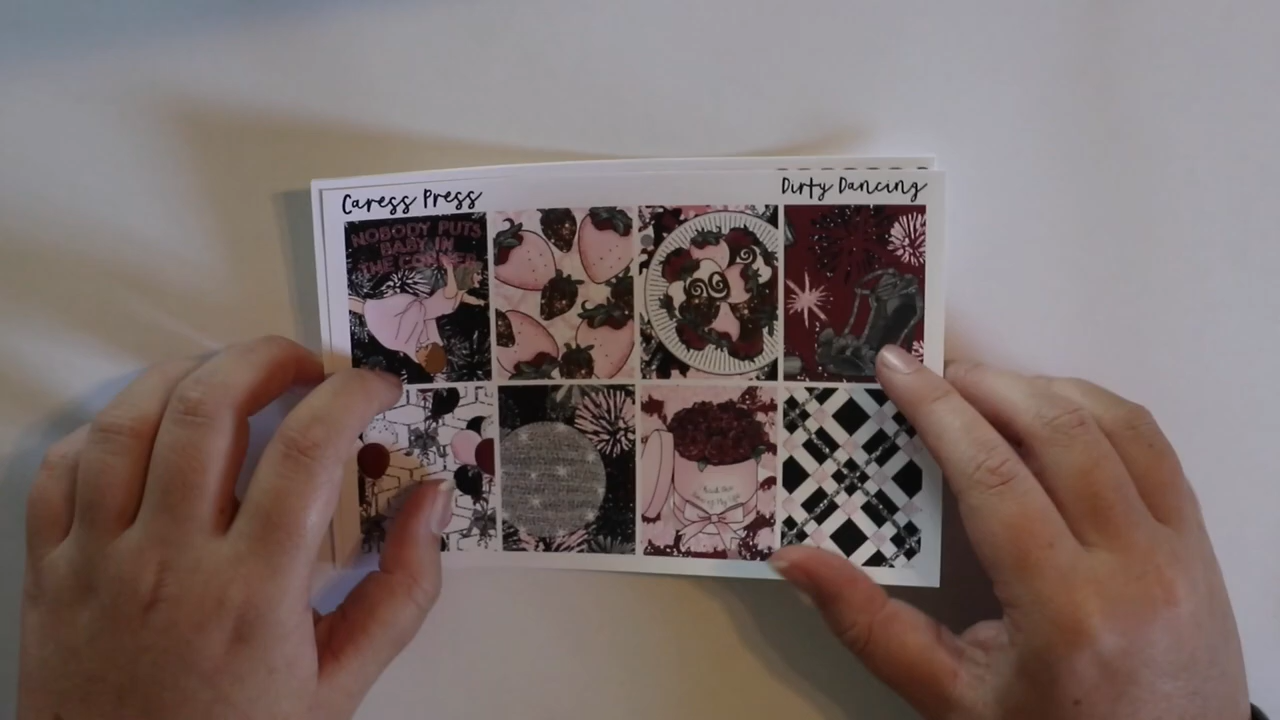 Caress Press
Dirty Dancing
NOBODY PUTS
BABY IN
THE CORNER